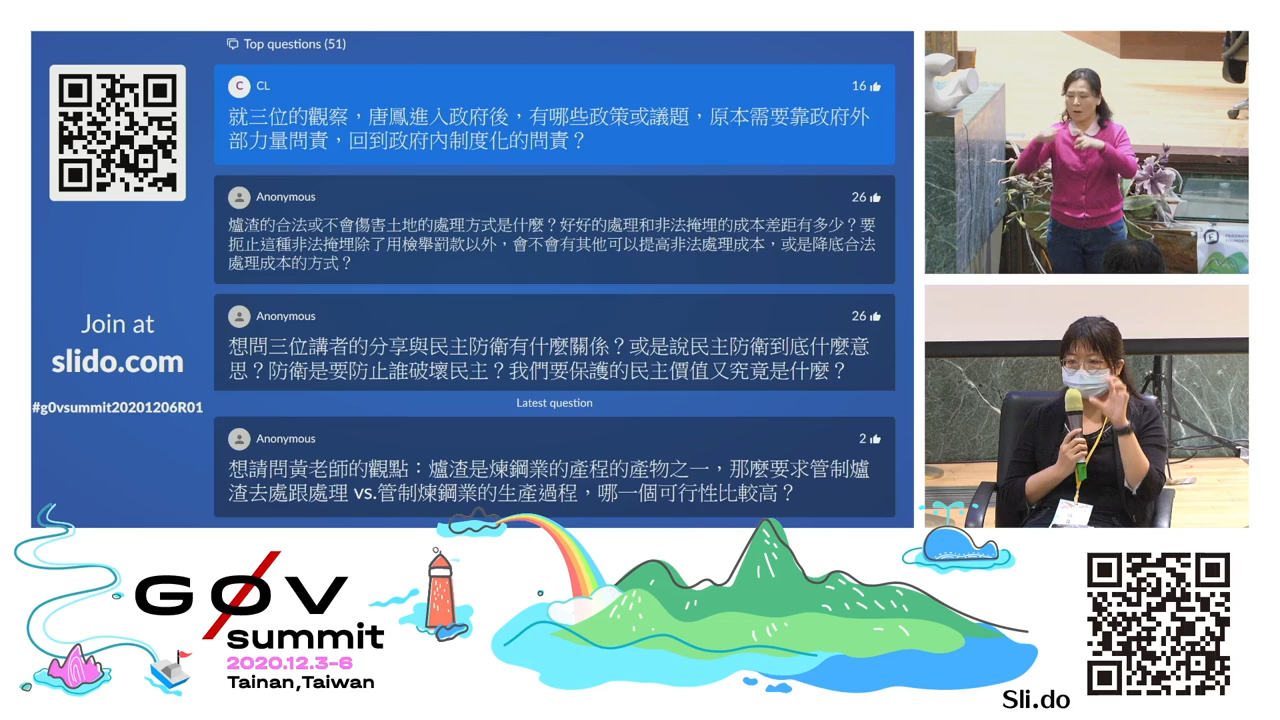 Top questions (51)
C
CL
16
就三位的觀察，唐鳳進入政府後，有哪些政策或議題，原本需要靠政府外
部力量問責，回到政府內制度化的問責？
Anonymous
26
爐渣的合法或不會傷害土地的處理方式是什麼？好好的處理和非法掩埋的成本差距有多少？要
扼止這種非法掩埋除了用檢舉罰款以外，會不會有其他可以提高非法處理成本，或是降底合法
處理成本的方式？
Anonymous
26
想問三位講者的分享與民主防衛有什麼關係？或是說民主防衛到底什麼意
思？防衛是要防止誰破壞民主？我們要保護的民主價值又究竟是什麼？
Latest question
Anonymous
2
想請問黃老師的觀點：爐渣是煉鋼業的產程的產物之一，那麼要求管制爐
渣去處跟處理 vs.管制煉鋼業的生產過程，哪一個可行性比較高？
Join at
slido.com
#g0vsummit20201206R01
G0V
summit
2020.12.3-6
Tainan,Taiwan
Sli.do